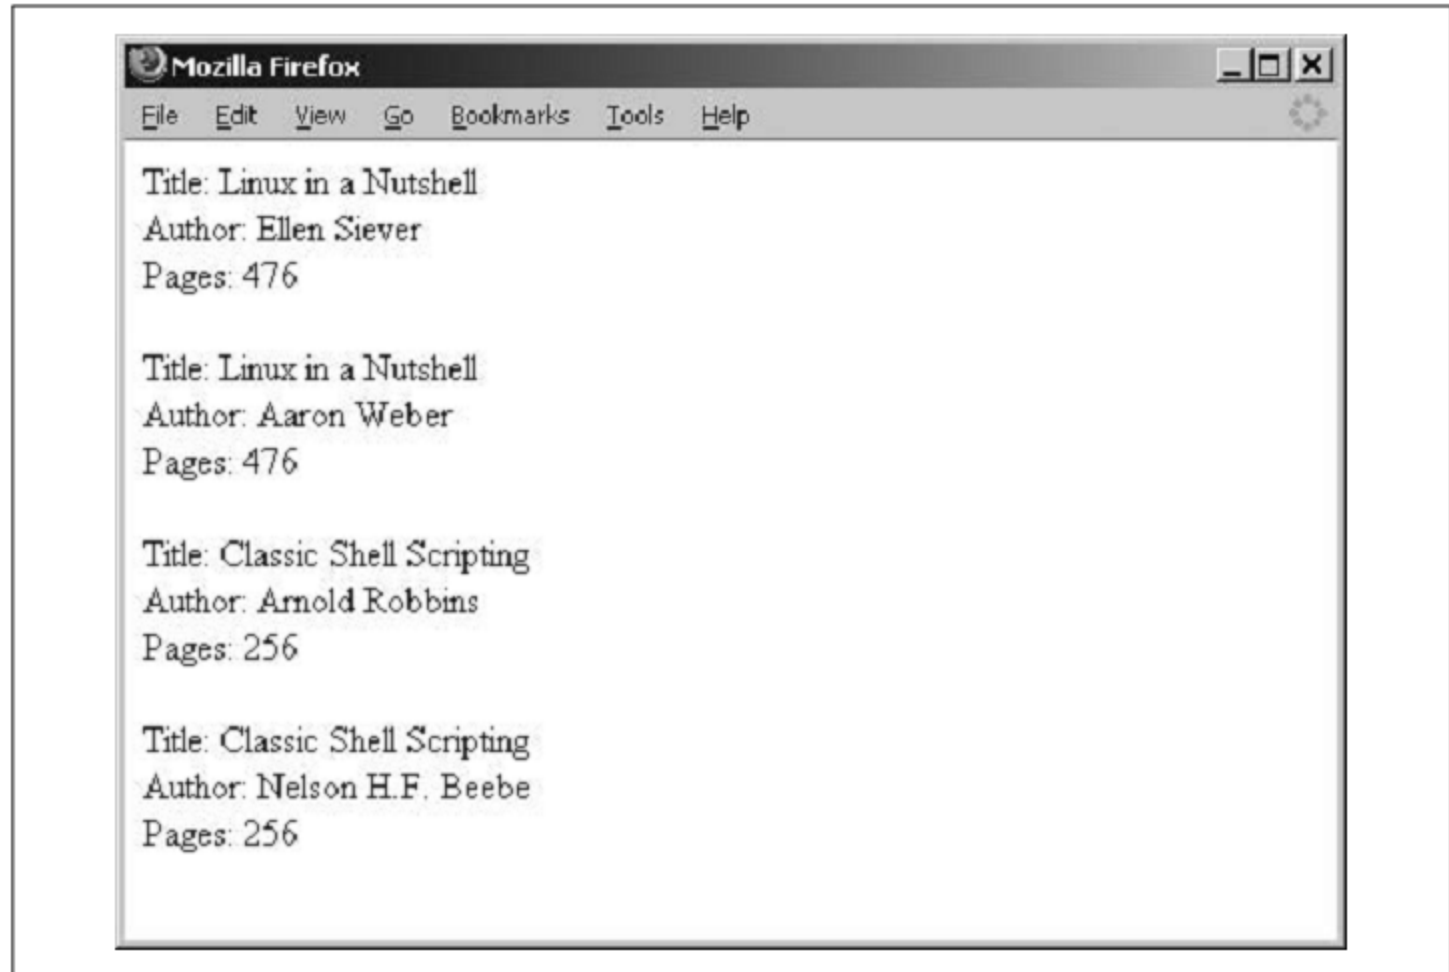 Mozilla Firefox
File Edit View Go Bookmarks Tools Help
Title: Linux in a Nutshell
Author: Ellen Siever
Pages: 476
Title: Linux in a Nutshell
Author: Aaron Weber
Pages: 476
Title: Classic Shell Scripting
Author: Arnold Robbins
Pages: 256
Title: Classic Shell Scripting
Author: Nelson H.F. Beebe
Pages: 256